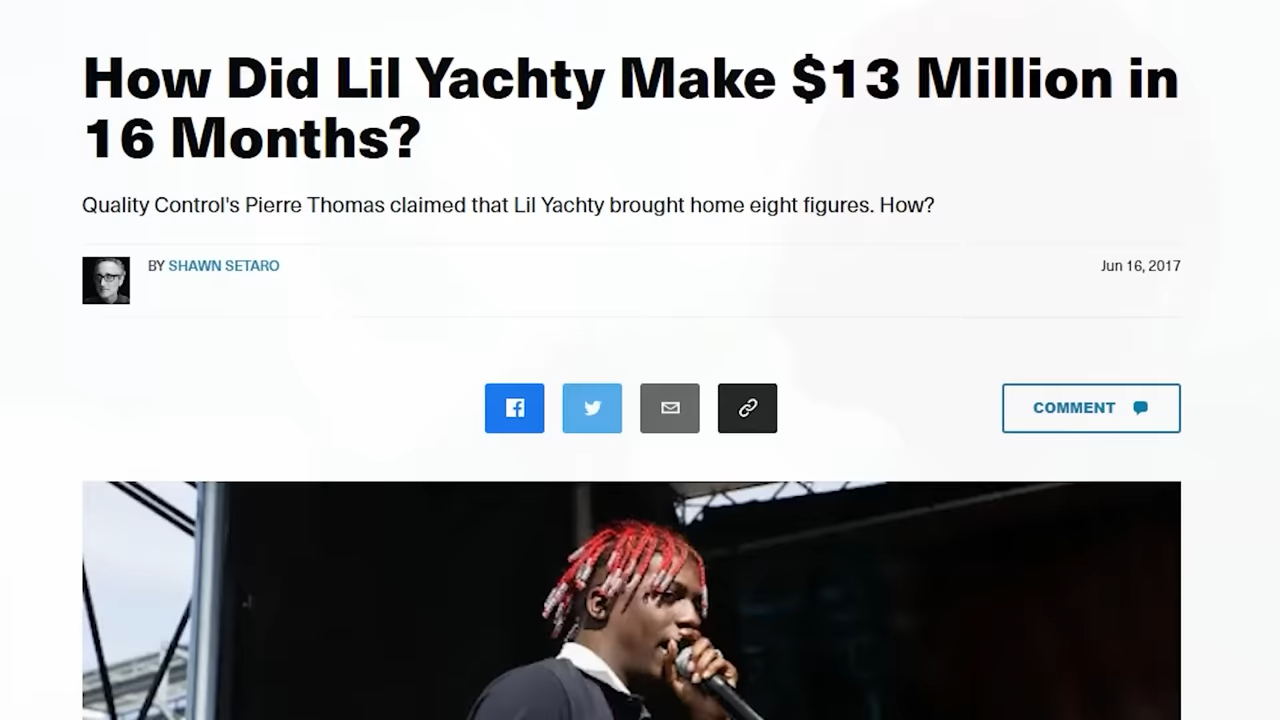 How Did Lil Yachty Make $13 Million in
16 Months?
Quality Control's Pierre Thomas claimed that Lil Yachty brought home eight figures. How?
BY SHAWN SETARO
Jun 16, 2017
COMMENT